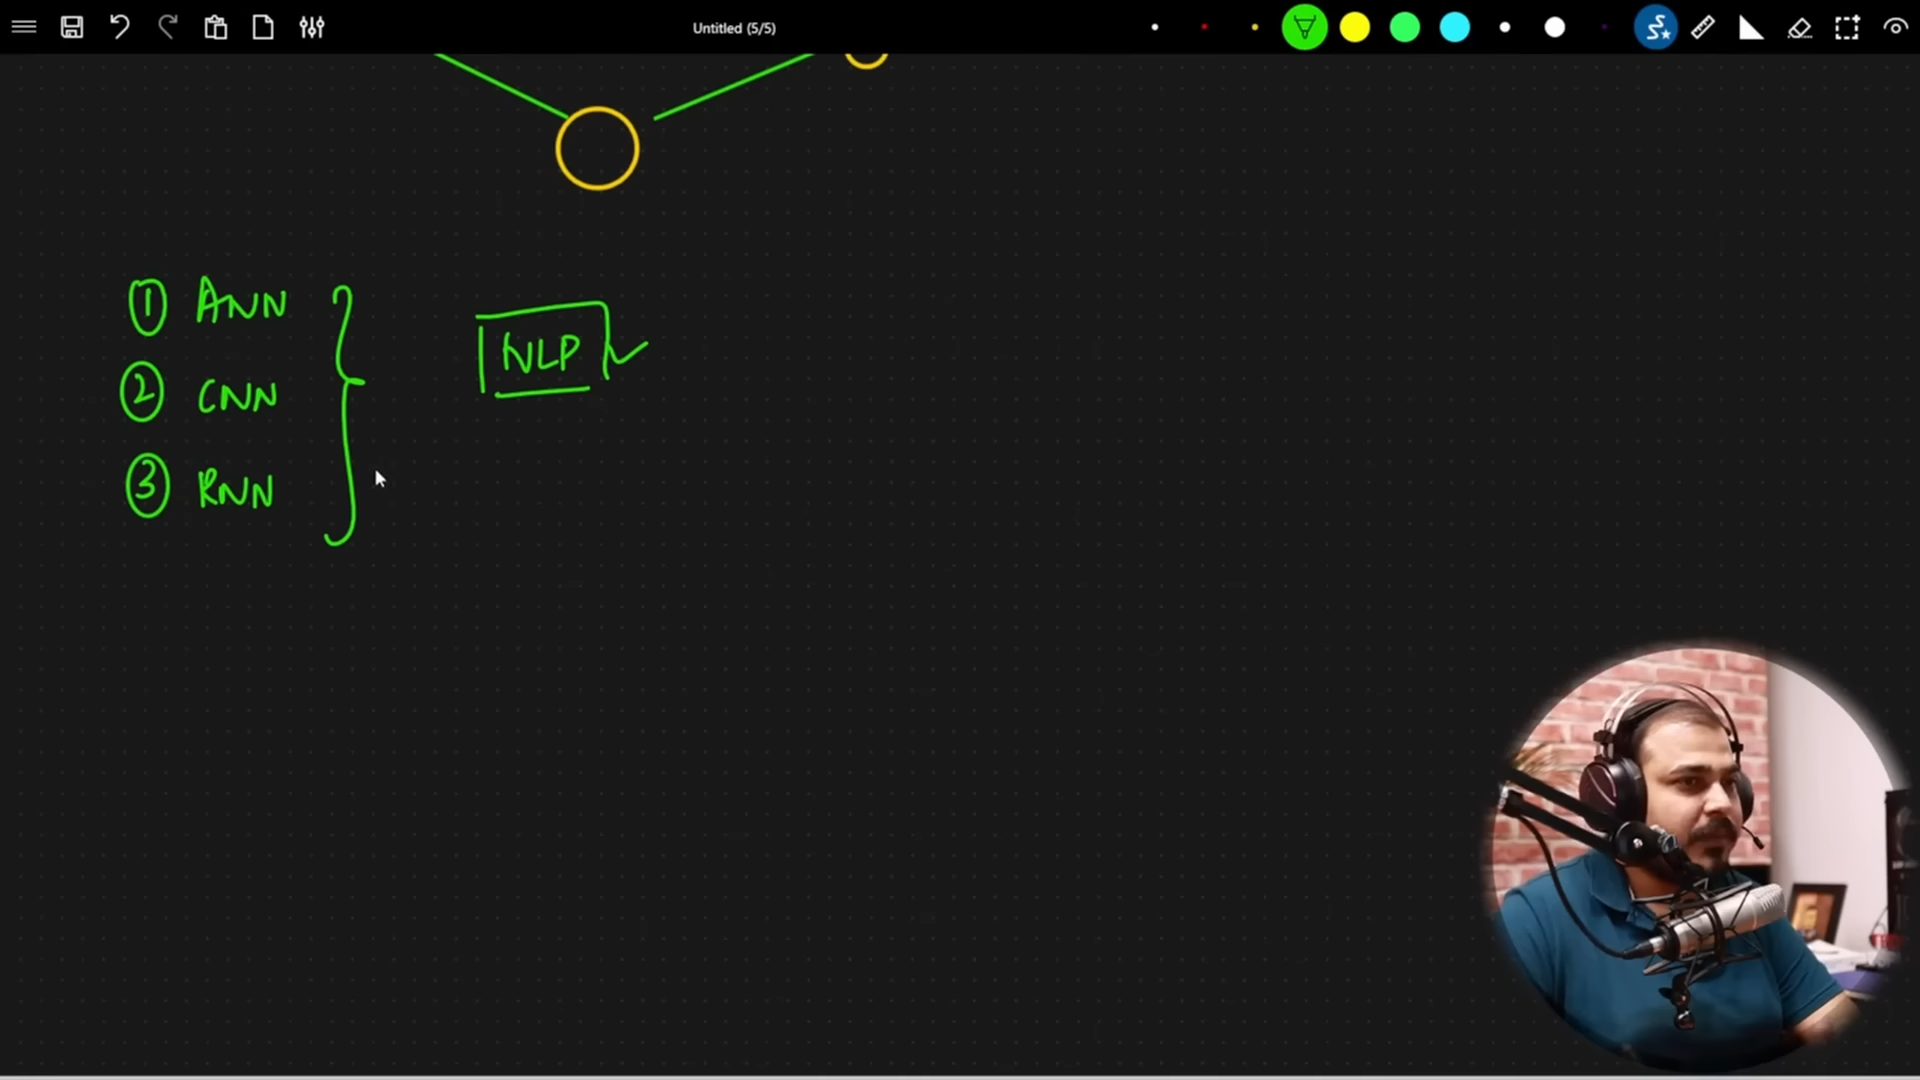 Untitled (5/5)
① ANN
② CNN
③ RNN
NLP